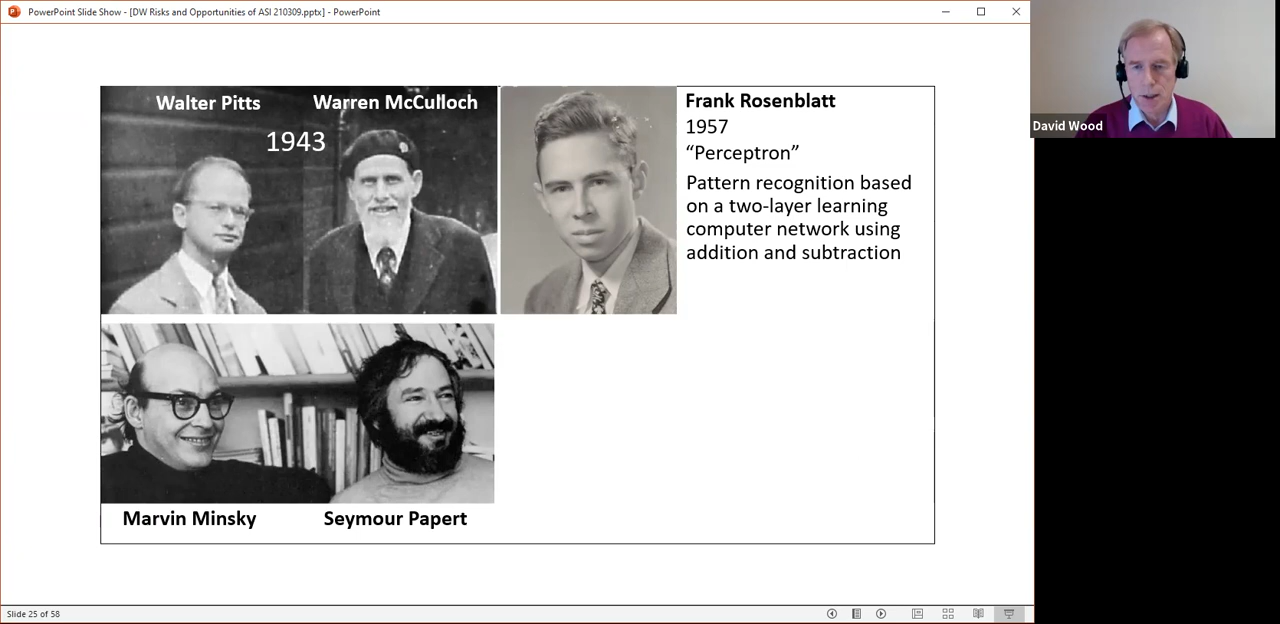 PowerPoint Slide Show - [DW Risks and Opportunities of ASI 210309.pptx] - PowerPoint
Walter Pitts
Warren McCulloch
1943
Frank Rosenblatt
1957
“Perceptron”
Pattern recognition based
on a two-layer learning
computer network using
addition and subtraction
Marvin Minsky
Seymour Papert
David Wood
Slide 25 of 58